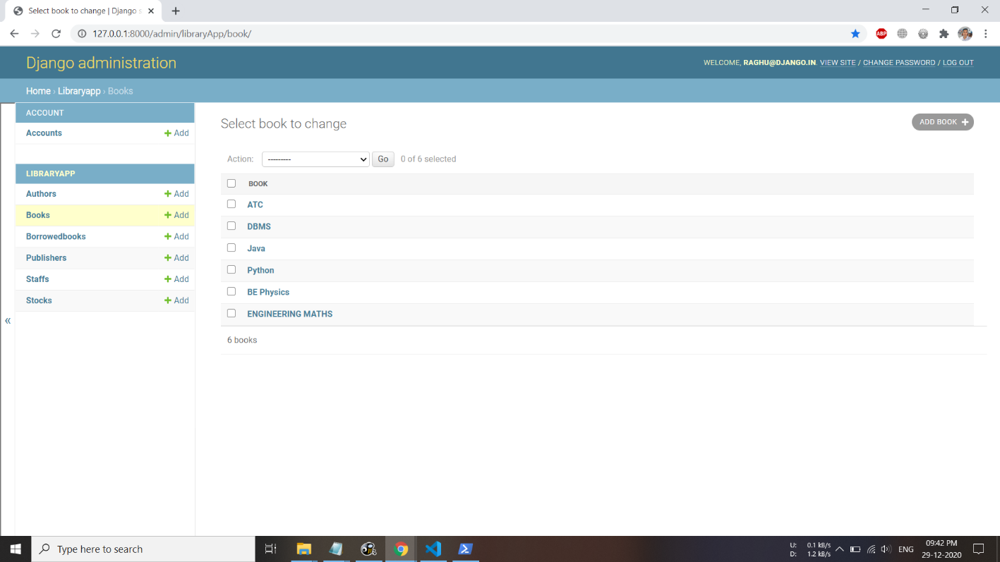 Select book to change | Django s
127.0.0.1:8000/admin/libraryApp/book/
ABP
Django administration
WELCOME, RAGHU@DJANGO.IN. VIEW SITE / CHANGE PASSWORD / LOG OUT
Home › Libraryapp › Books
ACCOUNT
Accounts + Add
LIBRARYAPP
Authors + Add
Books + Add
Borrowedbooks + Add
Publishers + Add
Staffs + Add
Stocks + Add
«
Select book to change
ADD BOOK +
Action: --------- Go 0 of 6 selected
BOOK
ATC
DBMS
Java
Python
BE Physics
ENGINEERING MATHS
6 books
Type here to search
U: 0.1 kB/s
D: 1.2 kB/s
ENG
09:42 PM
29-12-2020